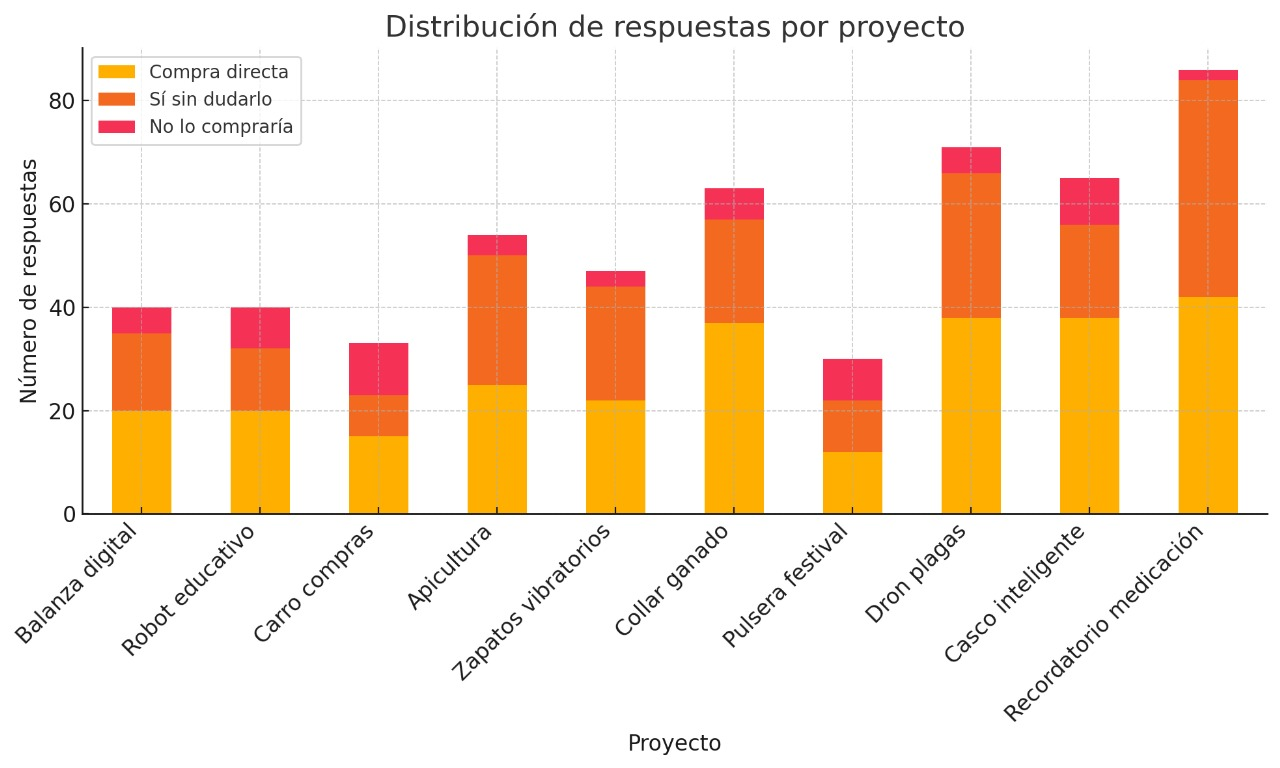 Distribución de respuestas por proyecto
Compra directa
Sí sin dudarlo
No lo compraría
Número de respuestas
80
60
40
20
0
Balanza digital
Robot educativo
Carro compras
Apicultura
Zapatos vibratorios
Collar ganado
Pulsera festival
Dron plagas
Casco inteligente
Recordatorio medicación
Proyecto